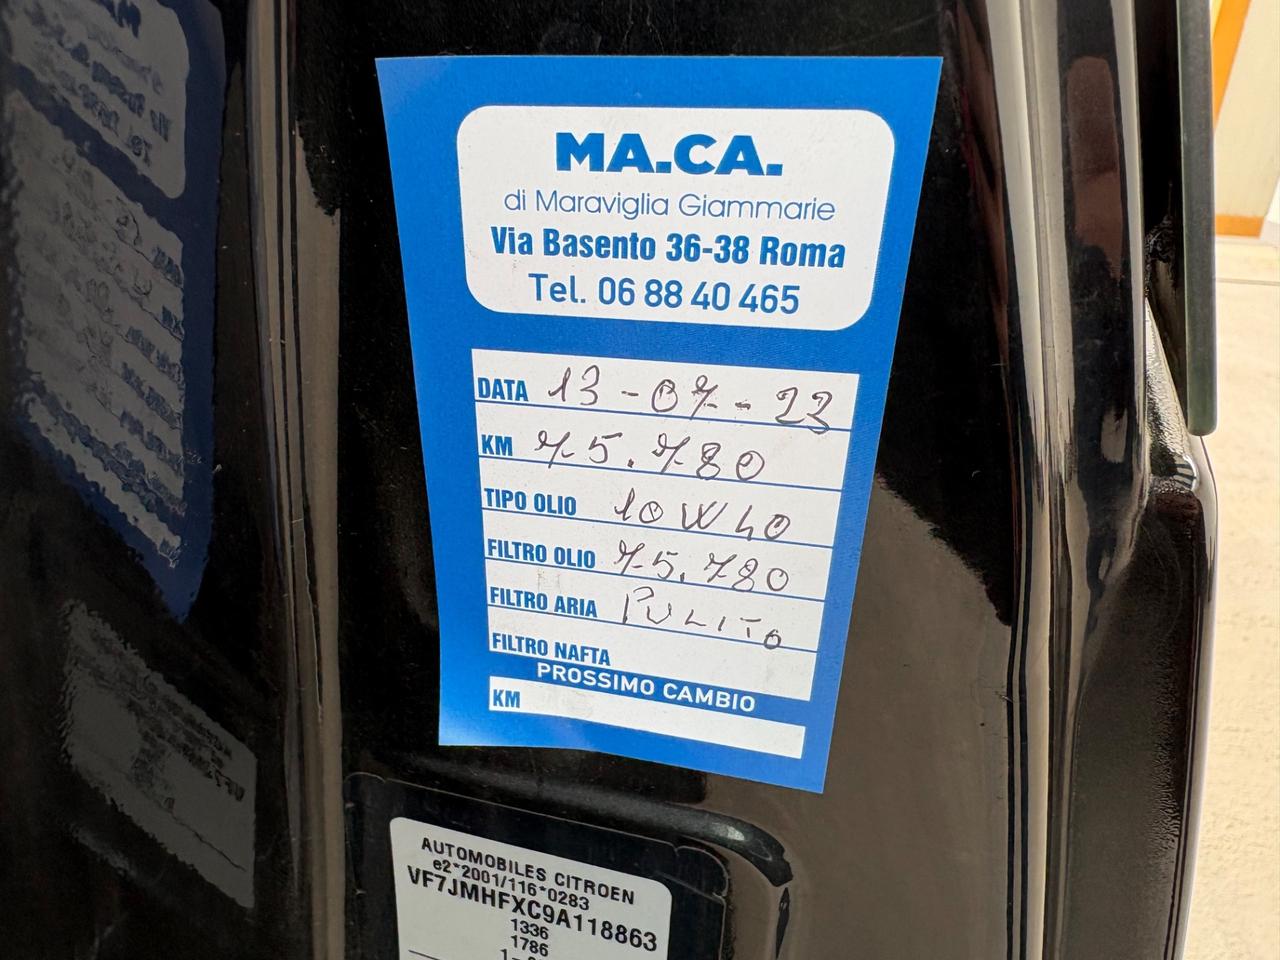 MA.CA.
di Maraviglia Giammarie
Via Basento 36-38 Roma
Tel. 06 88 40 465
DATA 13-07-23
KM 75.780
TIPO OLIO 10W40
FILTRO OLIO 75.780
FILTRO ARIA PULITO
FILTRO NAFTA
PROSSIMO CAMBIO
KM
AUTOMOBILES CITROEN
e2*2001/116*0283
VF7JMHFXC9A118863
1336
1786